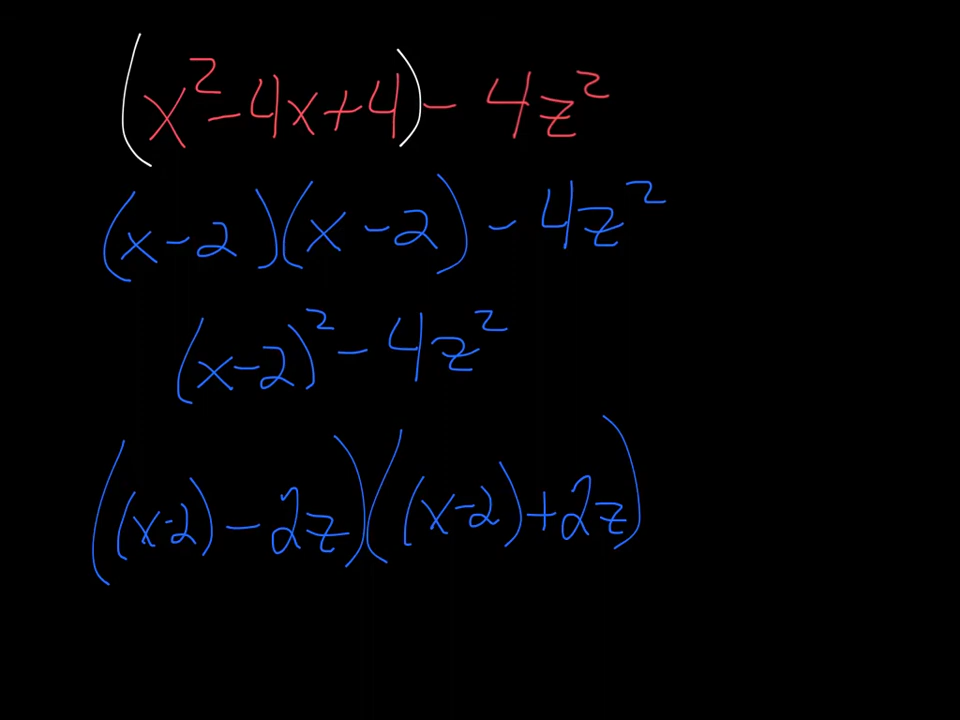 (x² - 4x + 4) - 4z²
(x - 2)(x - 2) - 4z²
(x - 2)² - 4z²
((x - 2) - 2z)((x - 2) + 2z)